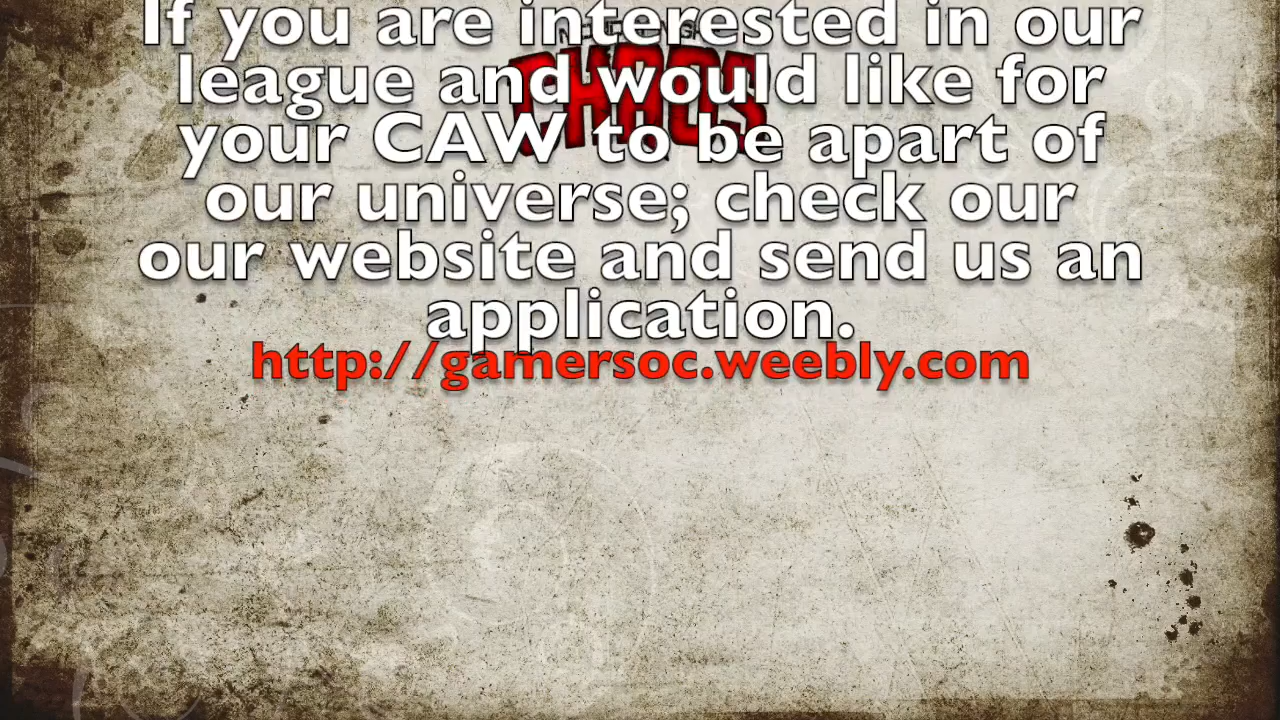 If you are interested in our
league and would like for
your CAW to be apart of
our universe; check our
our website and send us an
application.
http://gamersoc.weebly.com
CHAOS